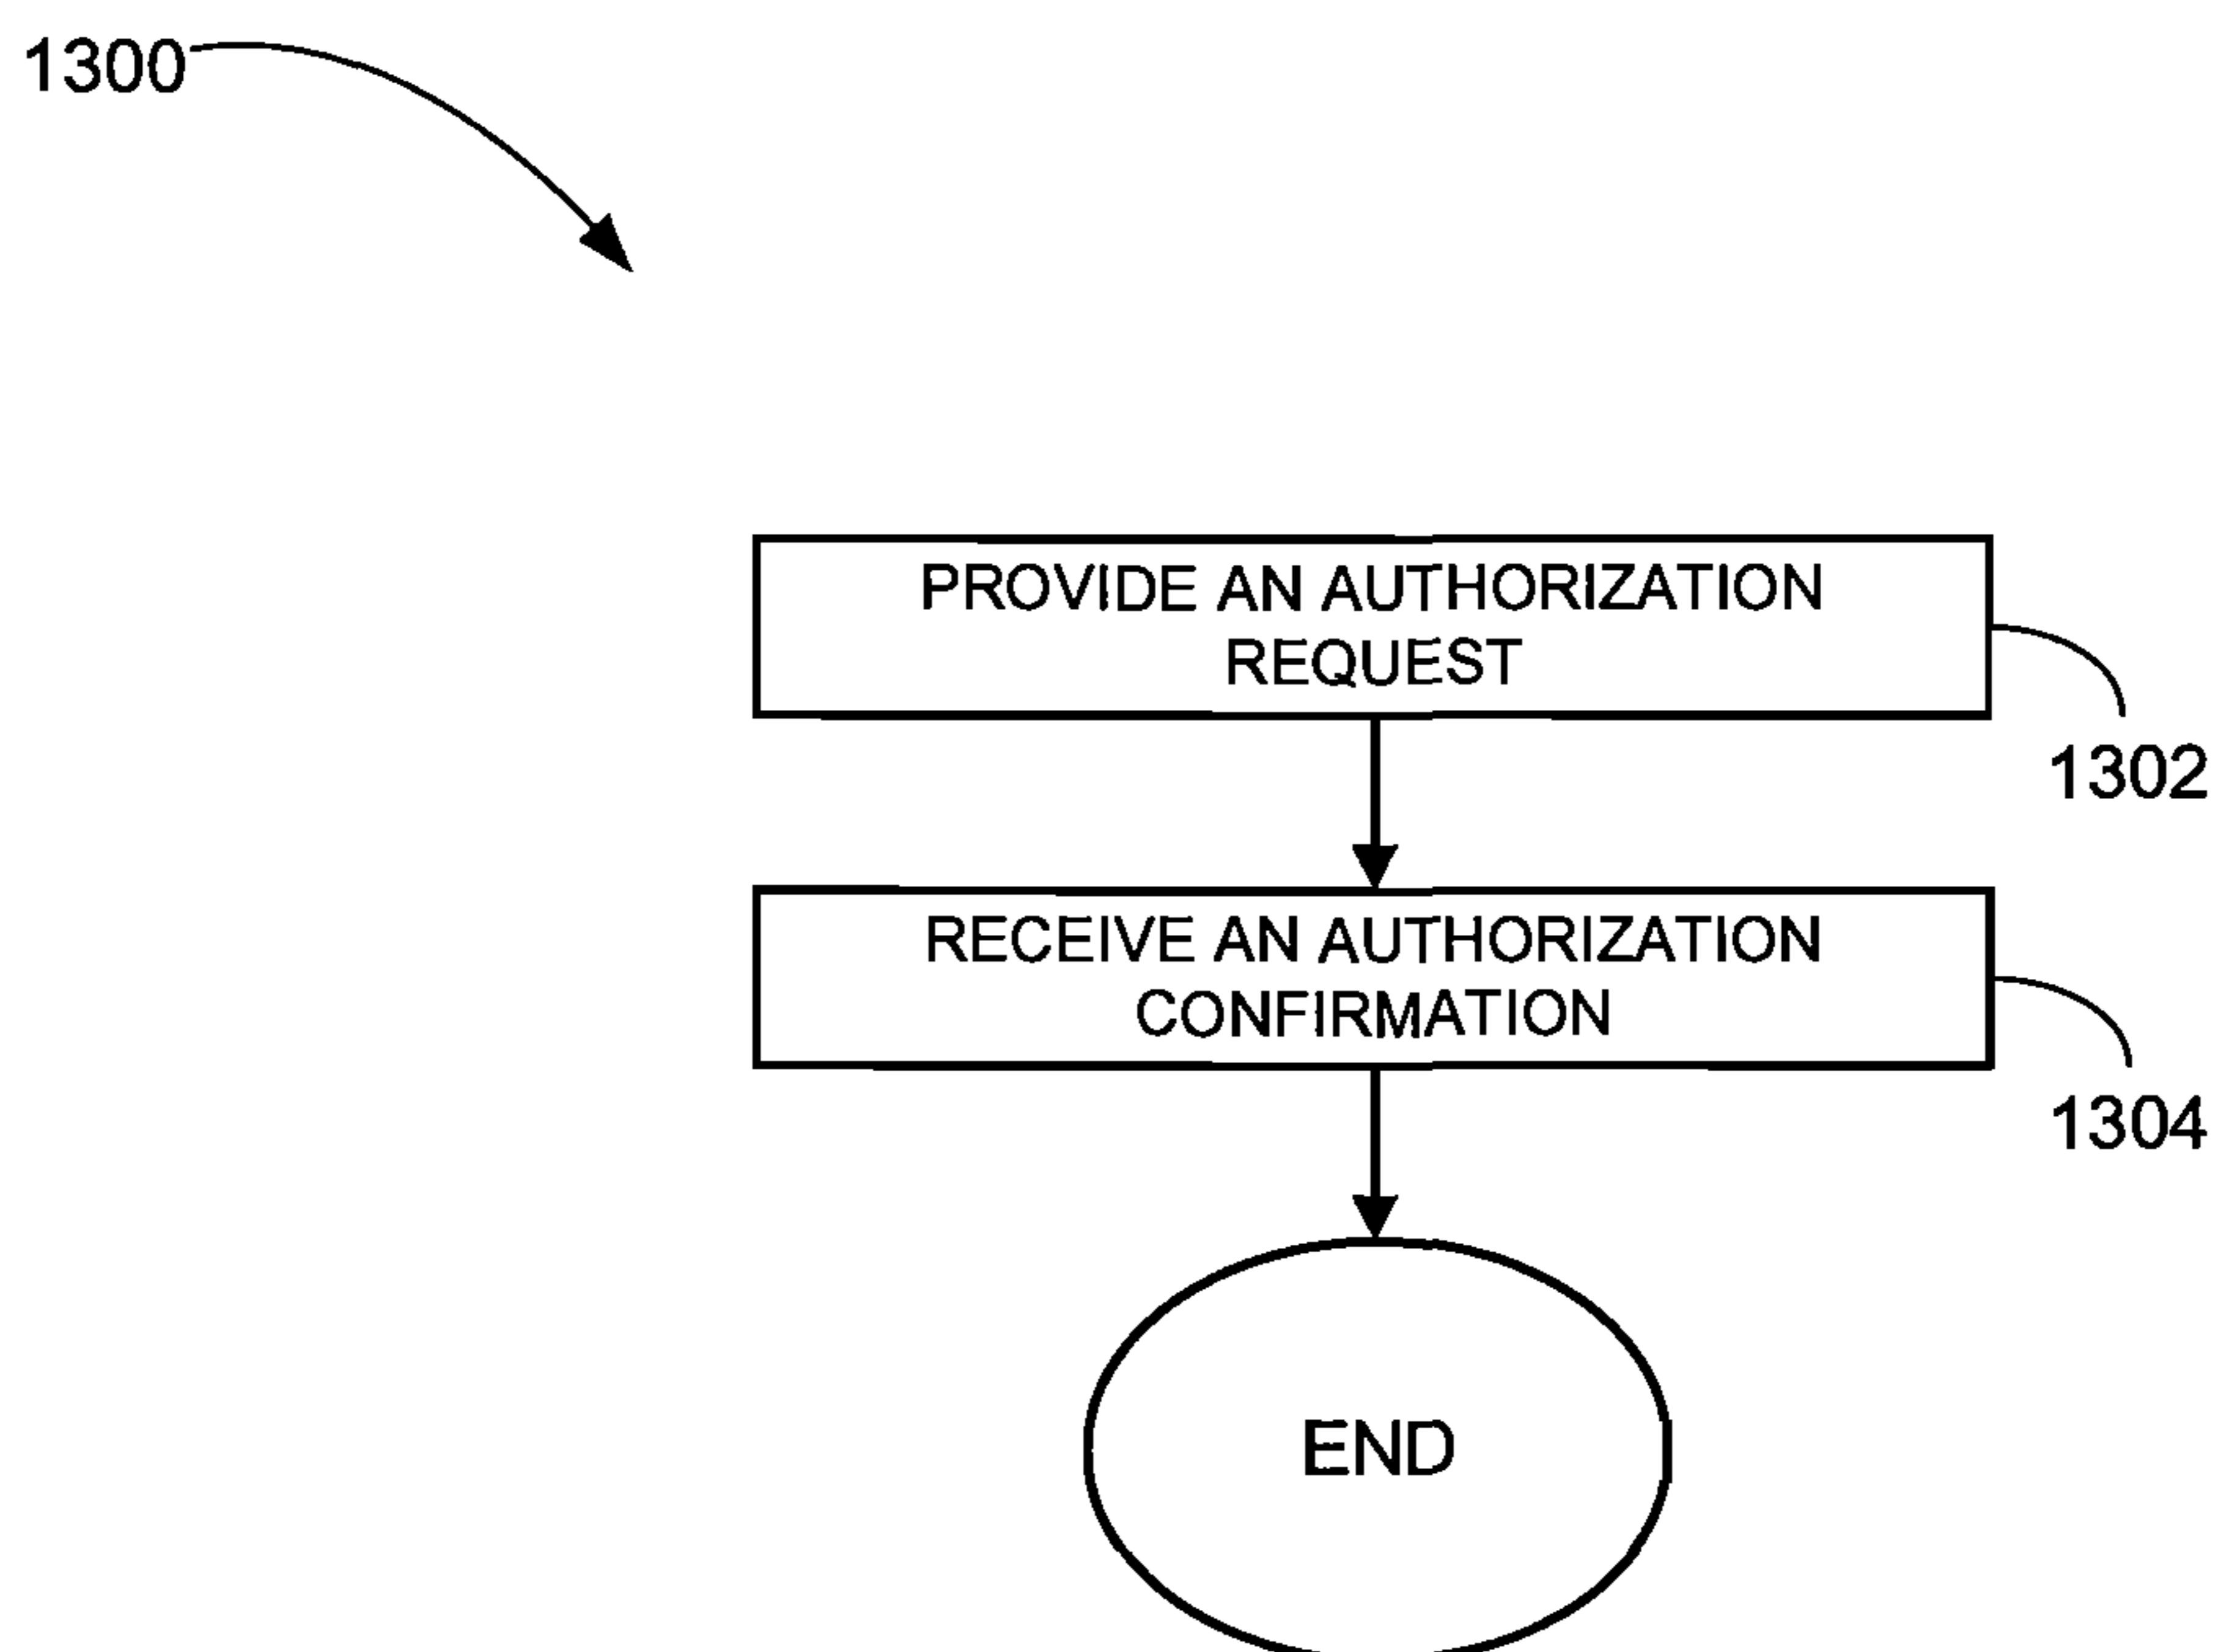 1300
PROVIDE AN AUTHORIZATION
REQUEST
1302
RECEIVE AN AUTHORIZATION
CONFIRMATION
1304
END